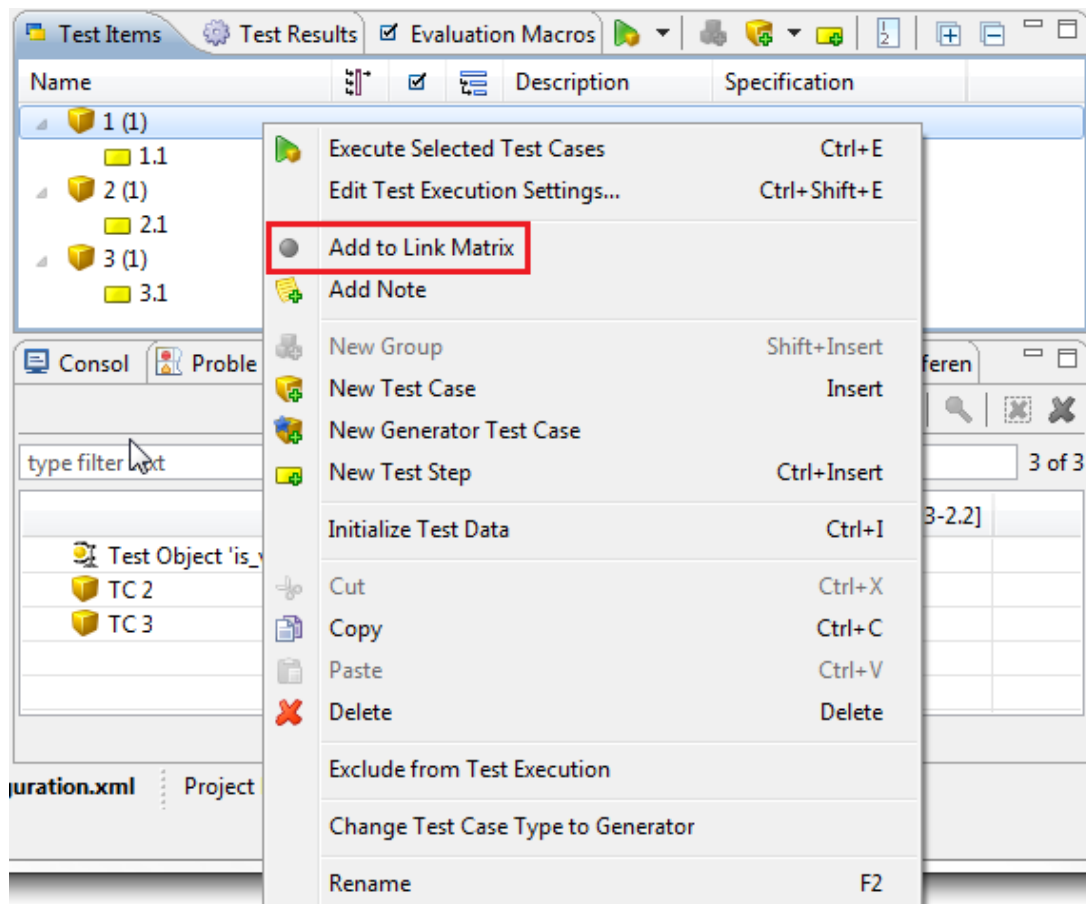 Test Items Test Results Evaluation Macros
Name Description Specification
1 (1)
1.1
2 (1)
2.1
3 (1)
3.1
Execute Selected Test Cases Ctrl+E
Edit Test Execution Settings... Ctrl+Shift+E
Add to Link Matrix
Add Note
New Group Shift+Insert
New Test Case Insert
New Generator Test Case
New Test Step Ctrl+Insert
Initialize Test Data Ctrl+I
Cut Ctrl+X
Copy Ctrl+C
Paste Ctrl+V
Delete Delete
Exclude from Test Execution
Change Test Case Type to Generator
Rename F2
Consol Proble feren
type filter text 3 of 3
3-2.2]
Test Object 'is_
TC 2
TC 3
uration.xml Project